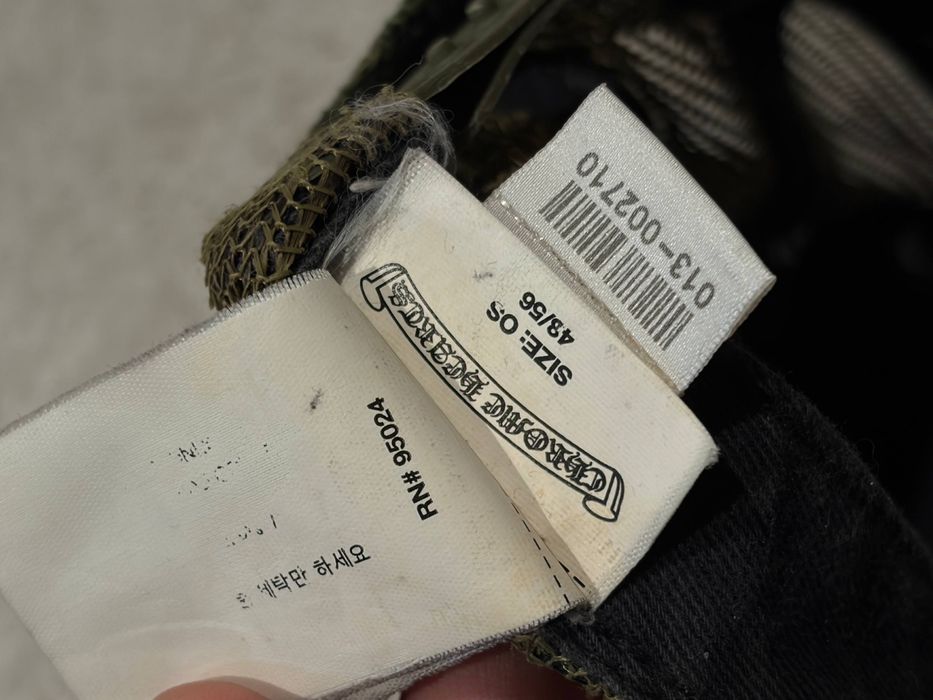 013-002710
CHROME HEARTS
SIZE: OS
48/56
RN# 95024
세탁만 하세요